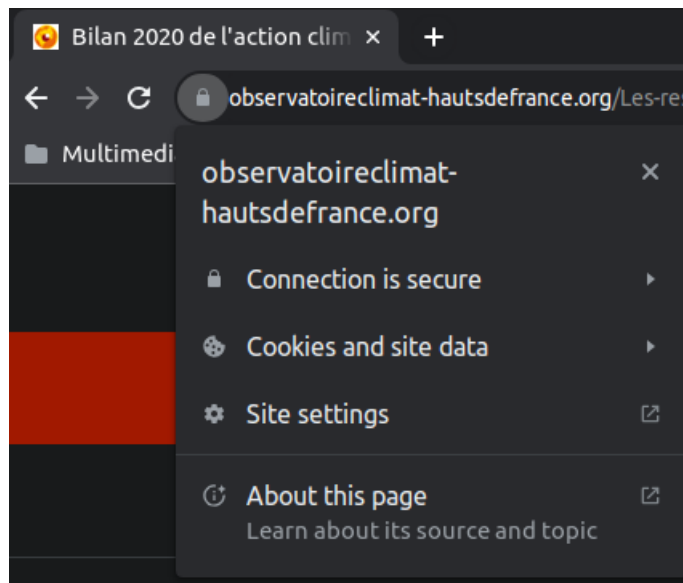 Bilan 2020 de l'action clim
observatoireclimat-hautsdefrance.org/Les-res
Multimedi
observatoireclimat-
hautsdefrance.org
Connection is secure
Cookies and site data
Site settings
About this page
Learn about its source and topic